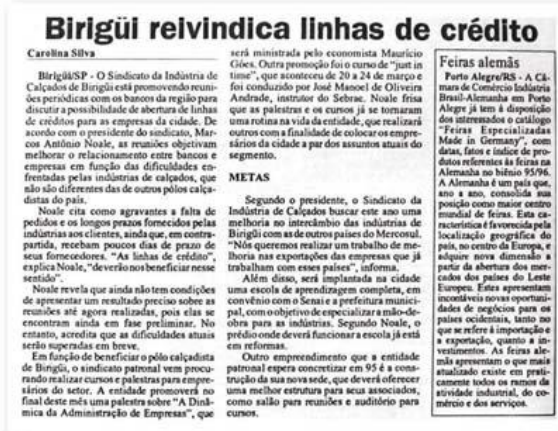 Birigüi reivindica linhas de crédito
Carolina Silva
Birigüi/SP - O Sindicato da Indústria de
Calçados de Birigüi está promovendo reuni-
ões periódicas com os bancos da região para
discutir a possibilidade de abertura de linhas
de créditos para as empresas da cidade. De
acordo com o presidente do sindicato, Mar-
cos Antônio Noale, as reuniões objetivam
melhorar o relacionamento entre bancos e
empresas em função das dificuldades en-
frentadas pelas indústrias de calçados, que
não são diferentes das de outros pólos calça-
distas do país.
Noale cita como agravantes a falta de
pedidos e os longos prazos fornecidos pelas
indústrias aos clientes, ainda que, em contra-
partida, recebam poucos dias de prazo de
seus fornecedores. “As linhas de crédito”,
explica Noale, “deverão nos beneficiar nesse
sentido”.
Noale revela que ainda não tem condições
de apresentar um resultado preciso sobre as
reuniões até agora realizadas, pois elas se
encontram ainda em fase preliminar. No
entanto, acredita que as dificuldades atuais
serão superadas em breve.
Em função de beneficiar o pólo calçadista
de Birigüi, o sindicato patronal vem procu-
rando realizar cursos e palestras para empre-
sários do setor. A entidade promoverá no
final deste mês uma palestra sobre “A Dinâ-
mica da Administração de Empresas”, que
será ministrada pelo economista Maurício
Góes. Outra promoção foi o curso de “just in
time”, que aconteceu de 20 a 24 de março e
foi conduzido por José Manoel de Oliveira
Andrade, instrutor do Sebrae. Noale frisa
que as palestras e os cursos já se tornaram
uma rotina na vida da entidade, que realizará
outros com a finalidade de colocar os empre-
sários da cidade a par dos assuntos atuais do
segmento.
METAS
Segundo o presidente, o Sindicato da
Indústria de Calçados buscar este ano uma
melhoria no intercâmbio das indústrias de
Birigüi com as de outros países do Mercosul.
“Nós queremos realizar um trabalho de me-
lhoria nas exportações das empresas que já
trabalham com esses países”, informa.
Além disso, será implantada na cidade
uma escola de aprendizagem completa, em
convênio com o Senai e a prefeitura munici-
pal, com o objetivo de especializar a mão-de-
obra para as indústrias. Segundo Noale, o
prédio onde deverá funcionar a escola já está
em reformas.
Outro empreendimento que a entidade
patronal espera concretizar em 95 é a cons-
trução da sua nova sede, que deverá oferecer
uma melhor estrutura para seus associados,
como salão para reuniões e auditório para
cursos.
Feiras alemãs
Porto Alegre/RS - A Câ-
mara de Comércio Indústria
Brasil-Alemanha em Porto
Alegre já tem à disposição
dos interessados o catálogo
“Feiras Especializadas
Made in Germany”, com
datas, fatos e índice de pro-
dutos referentes às feiras na
Alemanha no biênio 95/96.
A Alemanha é um país que,
ano a ano, consolida sua
posição como maior centro
mundial de feiras. Esta ca-
racterística é favorecida pela
localização geográfica do
país, no centro da Europa, e
adquire nova dimensão a
partir da abertura dos mer-
cados dos países do Leste
Europeu. Estes apresentam
incontáveis novas oportuni-
dades de negócios para os
países ocidentais, tanto no
que se refere à importação e
a exportação, quanto a in-
vestimentos. As feiras ale-
mãs apresentam o que mais
atualizado existe em prati-
camente todos os ramos da
atividade industrial, do co-
mércio e dos serviços.